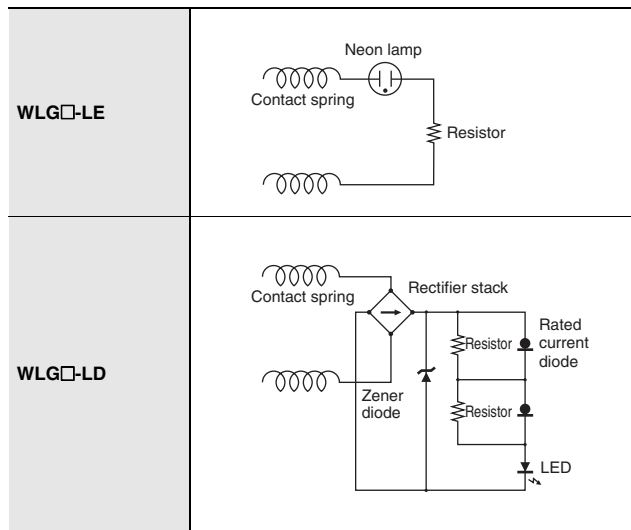 WLG□-LE
Neon lamp
Contact spring
Resistor
WLG□-LD
Contact spring
Rectifier stack
Zener
diode
Resistor
Resistor
Rated
current
diode
LED